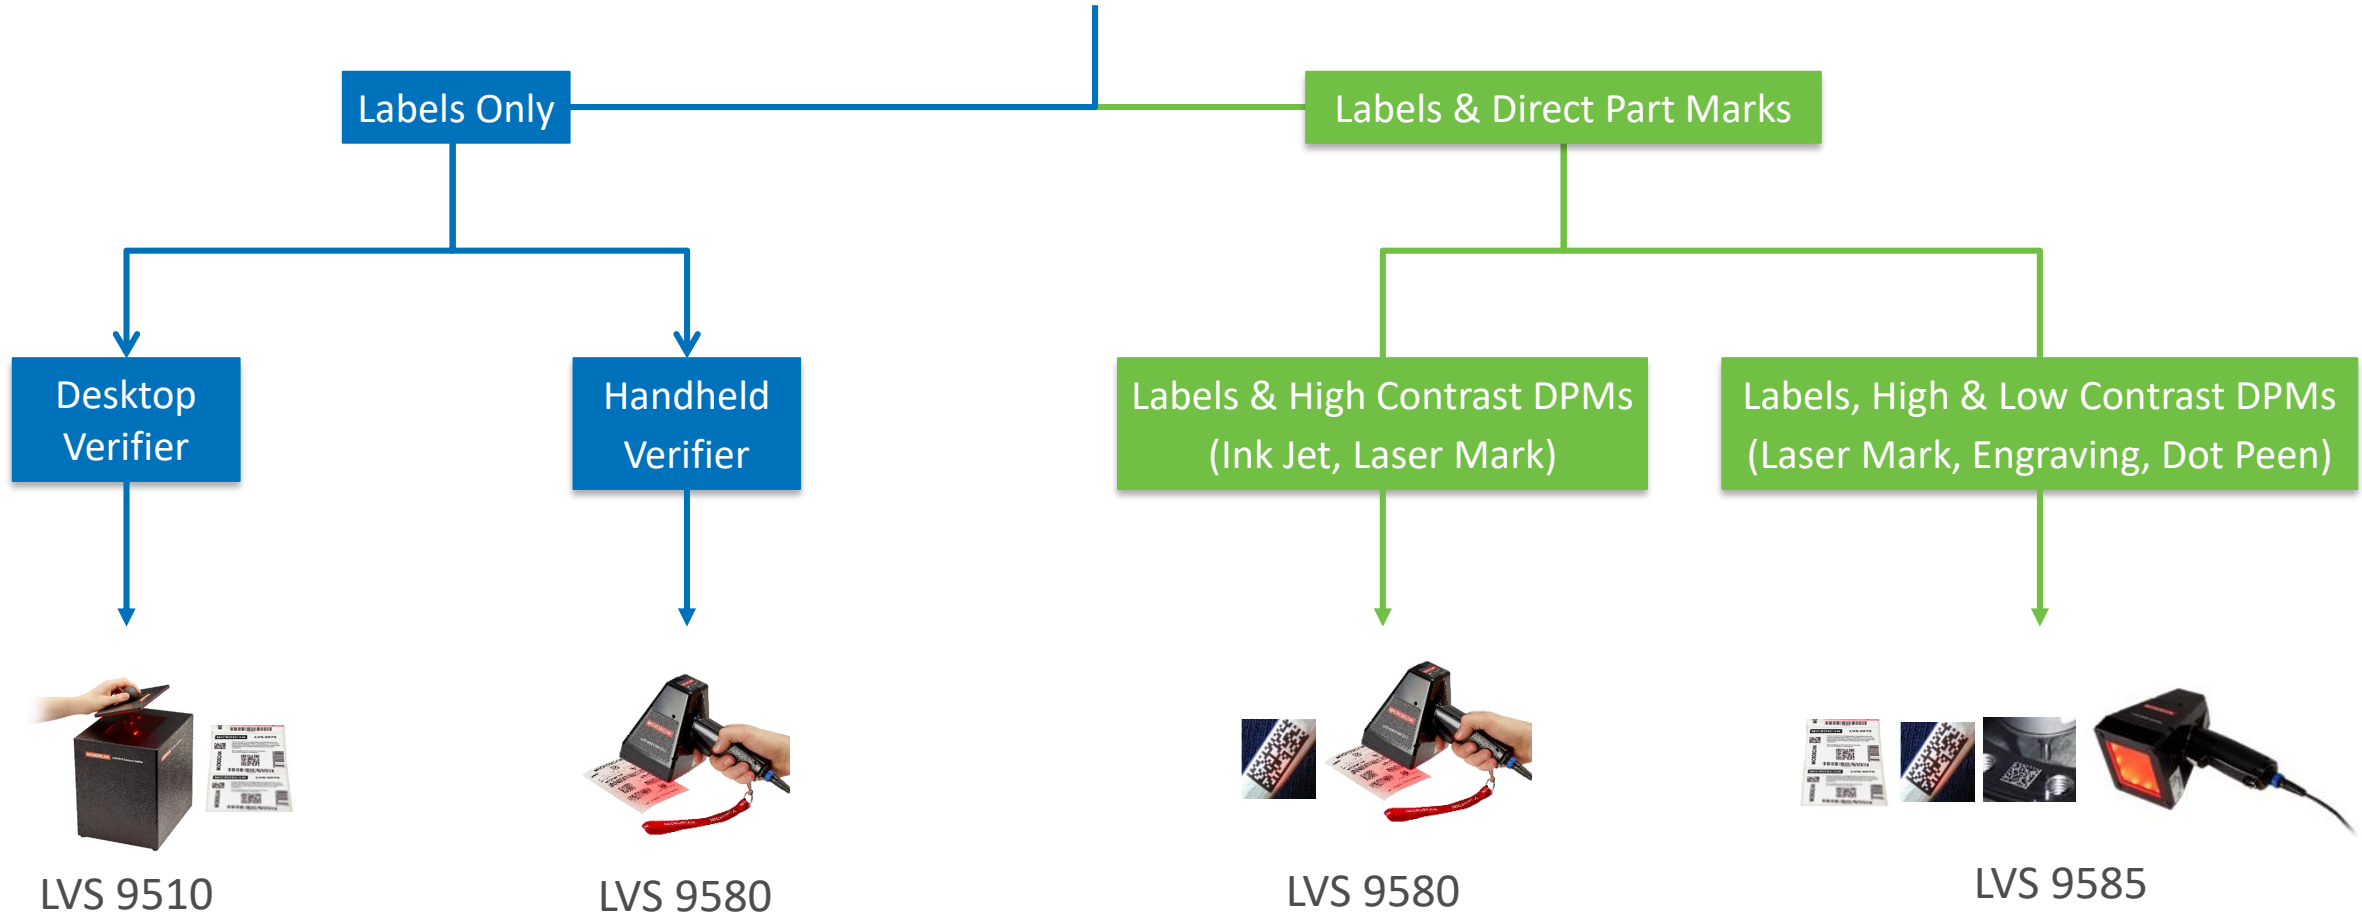 Labels Only
Labels & Direct Part Marks
Desktop
Verifier
Handheld
Verifier
Labels & High Contrast DPMs
(Ink Jet, Laser Mark)
Labels, High & Low Contrast DPMs
(Laser Mark, Engraving, Dot Peen)
LVS 9510
LVS 9580
LVS 9580
LVS 9585